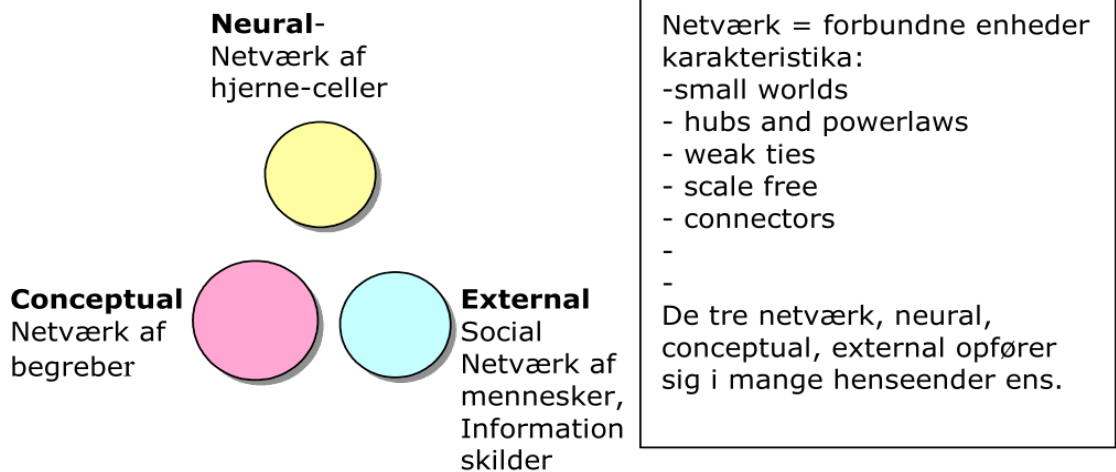 Neural-
Netværk af
hjerne-celler
Conceptual
Netværk af
begreber
External
Social
Netværk af
mennesker,
Information
skilder
Netværk = forbundne enheder
karakteristika:
-small worlds
- hubs and powerlaws
- weak ties
- scale free
- connectors
-
-
De tre netværk, neural,
conceptual, external opfører
sig i mange henseender ens.